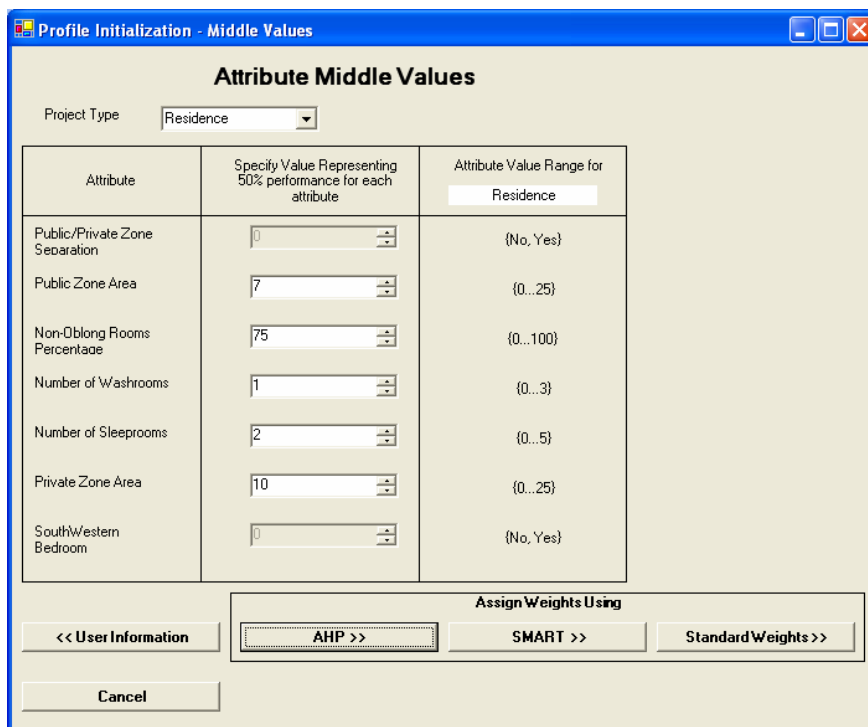 Profile Initialization - Middle Values
Attribute Middle Values
Project Type
Residence
Attribute
Specify Value Representing
50% performance for each
attribute
Attribute Value Range for
Residence
Public/Private Zone
Separation
0
{No, Yes}
Public Zone Area
7
{0...25}
Non-Oblong Rooms
Percentage
75
{0...100}
Number of Washrooms
1
{0...3}
Number of Sleeprooms
2
{0...5}
Private Zone Area
10
{0...25}
SouthWestern
Bedroom
0
{No, Yes}
Assign Weights Using
<< User Information
AHP >>
SMART >>
Standard Weights >>
Cancel